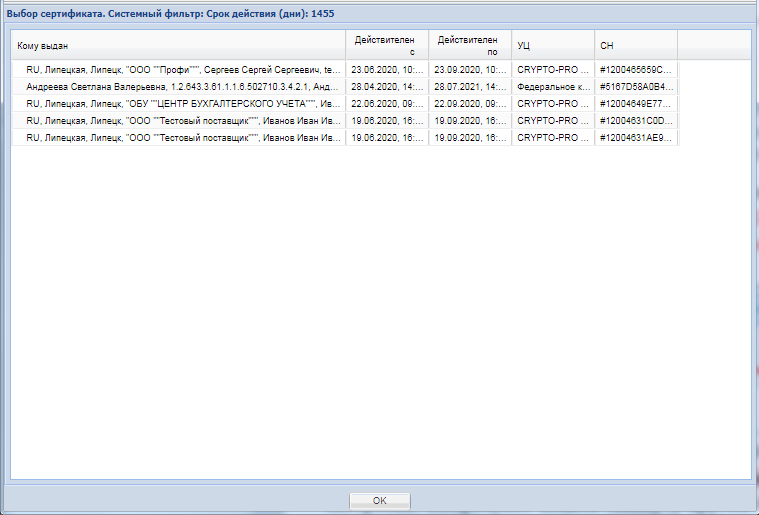 Выбор сертификата. Системный фильтр: Срок действия (дни): 1455
Кому выдан Действителен с Действителен по УЦ СН
RU, Липецкая, Липецк, "ООО ""Профи""", Сергеев Сергей Сергеевич, te... 23.06.2020, 10:... 23.09.2020, 10:... CRYPTO-PRO ... #1200465659C...
Андреева Светлана Валерьевна, 1.2.643.3.61.1.1.6.502710.3.4.2.1, Анд... 28.04.2020, 14:... 28.07.2021, 14:... Федеральное к... #5167D58A0B4...
RU, Липецкая, Липецк, "ОБУ ""ЦЕНТР БУХГАЛТЕРСКОГО УЧЕТА""", Ив... 22.06.2020, 09:... 22.09.2020, 09:... CRYPTO-PRO ... #12004649E77...
RU, Липецкая, Липецк, "ООО ""Тестовый поставщик""", Иванов Иван Ив... 19.06.2020, 16:... 19.09.2020, 16:... CRYPTO-PRO ... #12004631C0D...
RU, Липецкая, Липецк, "ООО ""Тестовый поставщик""", Иванов Иван Ив... 19.06.2020, 16:... 19.09.2020, 16:... CRYPTO-PRO ... #12004631AE9...
OK